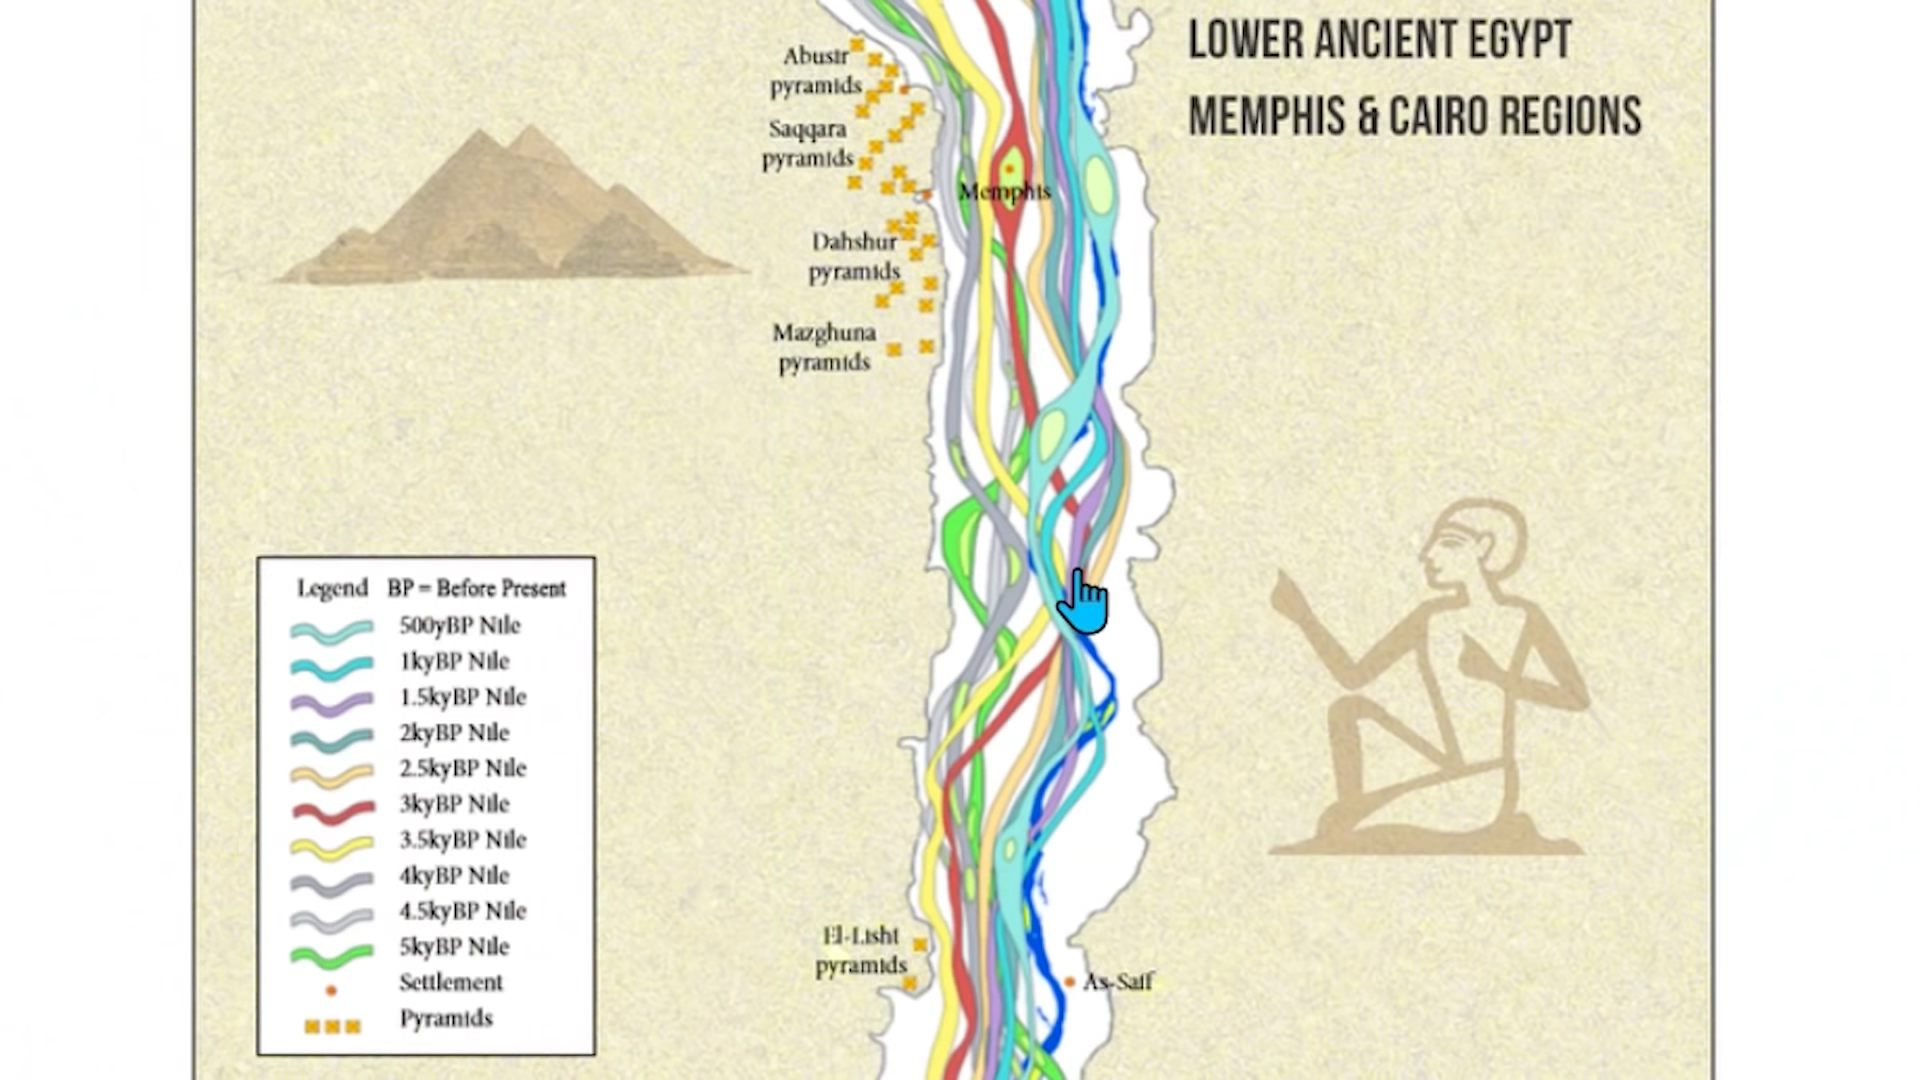 LOWER ANCIENT EGYPT
MEMPHIS & CAIRO REGIONS
Abusir
pyramids
Saqqara
pyramids
Memphis
Dahshur
pyramids
Mazghuna
pyramids
Legend BP = Before Present
500yBP Nile
1kyBP Nile
1.5kyBP Nile
2kyBP Nile
2.5kyBP Nile
3kyBP Nile
3.5kyBP Nile
4kyBP Nile
4.5kyBP Nile
5kyBP Nile
Settlement
Pyramids
El-Lisht
pyramids
As-Saff